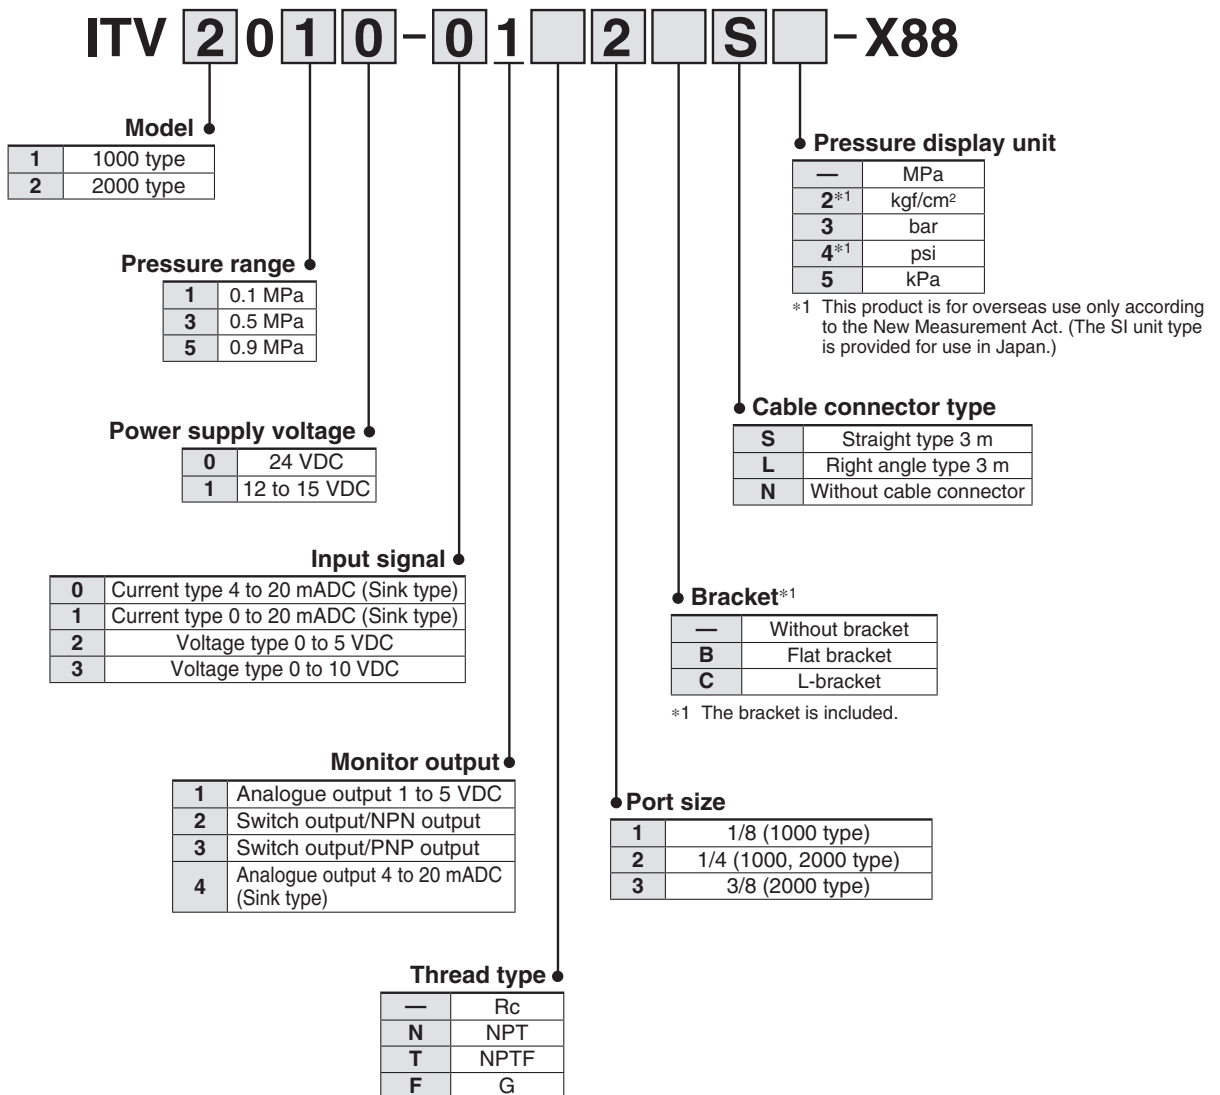 ITV 2 0 1 0 - 0 1 2 S - X88
Model
1 1000 type
2 2000 type
Pressure range
1 0.1 MPa
3 0.5 MPa
5 0.9 MPa
Power supply voltage
0 24 VDC
1 12 to 15 VDC
Input signal
0 Current type 4 to 20 mADC (Sink type)
1 Current type 0 to 20 mADC (Sink type)
2 Voltage type 0 to 5 VDC
3 Voltage type 0 to 10 VDC
Monitor output
1 Analogue output 1 to 5 VDC
2 Switch output/NPN output
3 Switch output/PNP output
4 Analogue output 4 to 20 mADC
(Sink type)
Thread type
— Rc
N NPT
T NPTF
F G
Pressure display unit
— MPa
2*1 kgf/cm²
3 bar
4*1 psi
5 kPa
*1 This product is for overseas use only according
to the New Measurement Act. (The SI unit type
is provided for use in Japan.)
Cable connector type
S Straight type 3 m
L Right angle type 3 m
N Without cable connector
Bracket*1
— Without bracket
B Flat bracket
C L-bracket
*1 The bracket is included.
Port size
1 1/8 (1000 type)
2 1/4 (1000, 2000 type)
3 3/8 (2000 type)